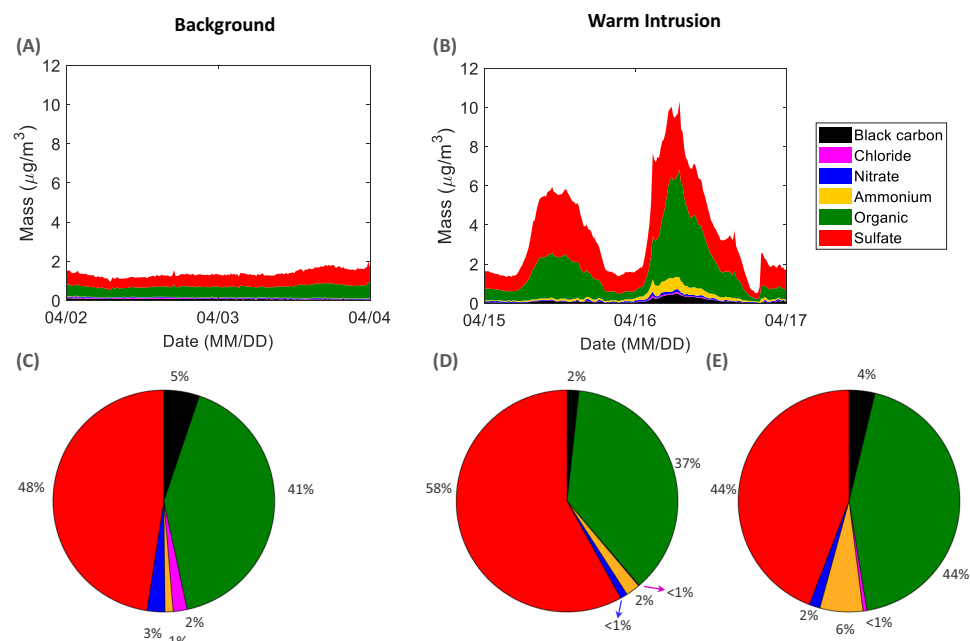 Background
Warm Intrusion
(A)
(B)
12
10
8
6
4
2
0
Mass (μg/m³)
04/02
04/03
04/04
Date (MM/DD)
12
10
8
6
4
2
0
Mass (μg/m³)
04/15
04/16
04/17
Date (MM/DD)
Black carbon
Chloride
Nitrate
Ammonium
Organic
Sulfate
(C)
5%
48%
41%
3%
1%
2%
(D)
2%
58%
37%
<1%
2%
<1%
(E)
4%
44%
44%
2%
6%
<1%